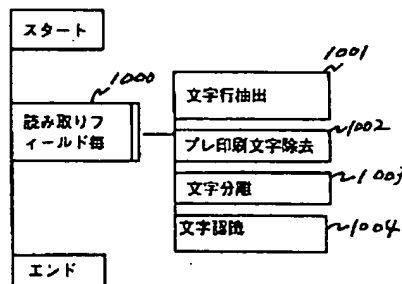 スタート
1000
読み取りフ
ィールド毎
1001
文字行抽出
1002
プレ印刷文字除去
1003
文字分離
1004
文字認識
エンド